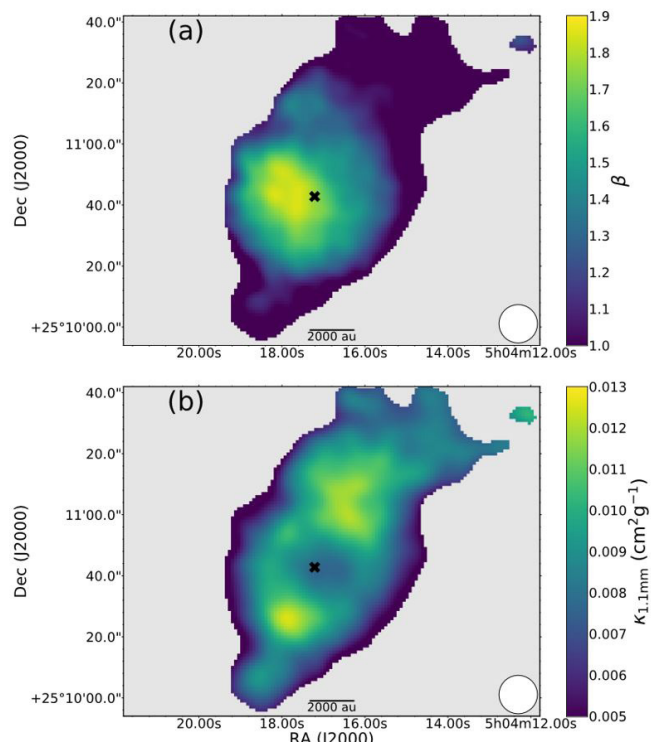 (a)
40.0"
20.0"
11'00.0"
40.0"
20.0"
+25°10'00.0"
Dec (J2000)
2000 au
20.00s 18.00s 16.00s 14.00s 5h04m12.00s
1.9
1.8
1.7
1.6
1.5
1.4
1.3
1.2
1.1
1.0
β
(b)
40.0"
20.0"
11'00.0"
40.0"
20.0"
+25°10'00.0"
Dec (J2000)
2000 au
20.00s 18.00s 16.00s 14.00s 5h04m12.00s
RA (J2000)
0.013
0.012
0.011
0.010
0.009
0.008
0.007
0.006
0.005
κ1.1mm (cm²g⁻¹)